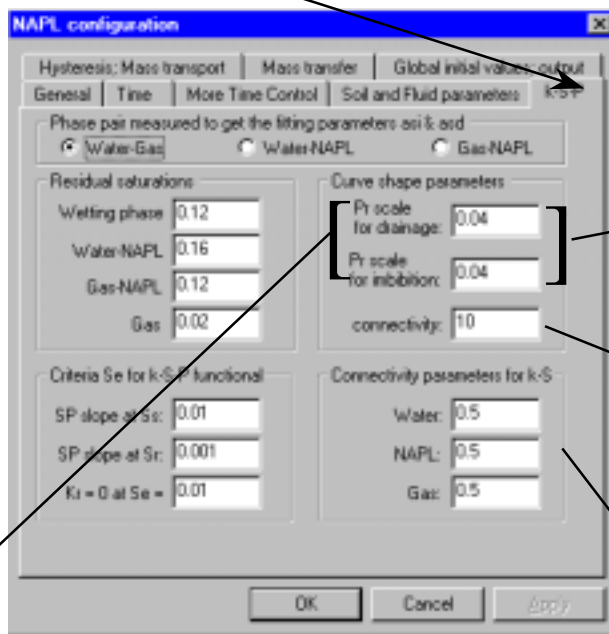 NAPL configuration
Hysteresis; Mass transport Mass transfer Global initial values; output
General Time More Time Control Soil and Fluid parameters k-S-P
Phase pair measured to get the fitting parameters asi & asd
Water-Gas Water-NAPL Gas-NAPL
Residual saturations
Wetting phase 0.12
Water-NAPL 0.16
Gas-NAPL 0.12
Gas 0.02
Curve shape parameters
Pr scale
for drainage: 0.04
Pr scale
for imbibition: 0.04
connectivity: 10
Criteria Se for k-S-P functional
SP slope at Ss: 0.01
SP slope at Sr: 0.001
Kr = 0 at Se = 0.01
Connectivity parameters for k-S
Water: 0.5
NAPL: 0.5
Gas: 0.5
OK Cancel Apply